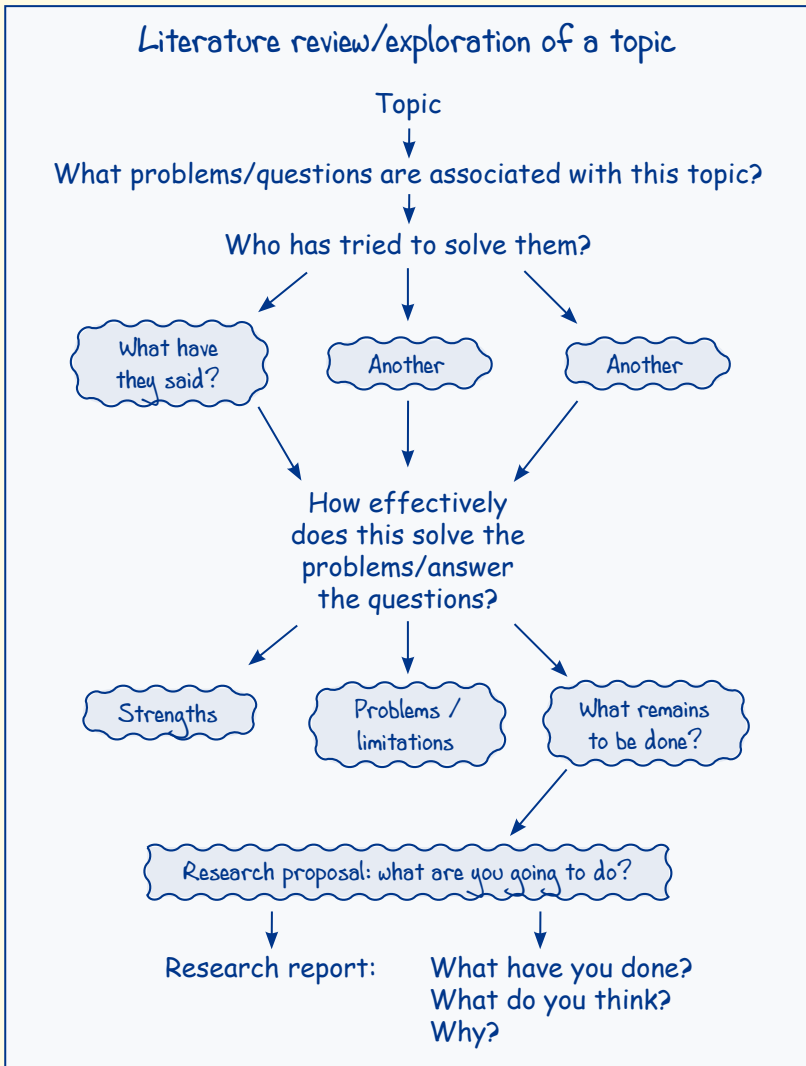 Literature review/exploration of a topic
Topic
What problems/questions are associated with this topic?
Who has tried to solve them?
What have
they said?
Another
Another
How effectively
does this solve the
problems/answer
the questions?
Strengths
Problems /
limitations
What remains
to be done?
Research proposal: what are you going to do?
Research report:
What have you done?
What do you think?
Why?